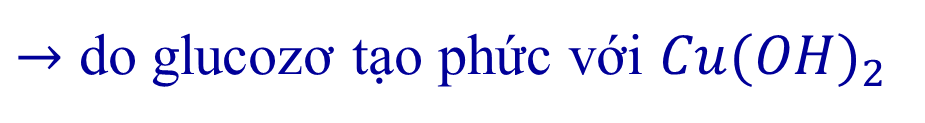 → do glucozơ tạo phức với Cu(OH)₂